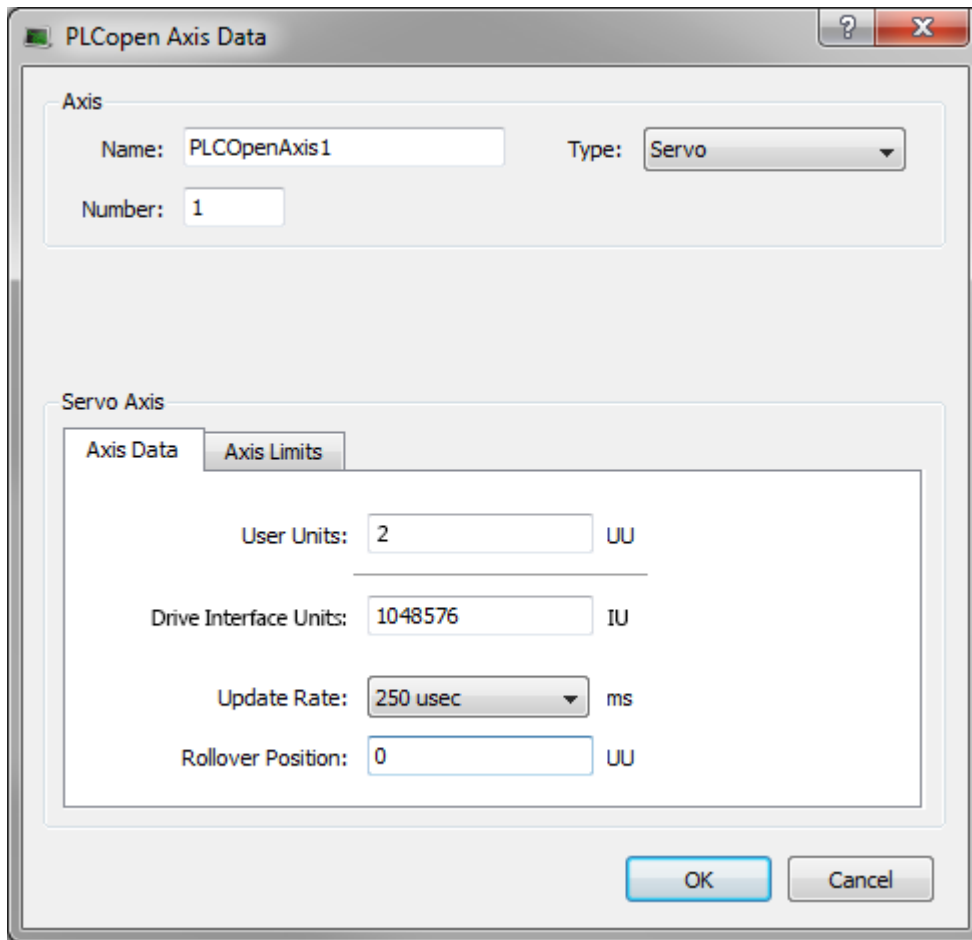 PLCopen Axis Data
?
Axis
Name: PLCOpenAxis1 Type: Servo
Number: 1
Servo Axis
Axis Data Axis Limits
User Units: 2 UU
Drive Interface Units: 1048576 IU
Update Rate: 250 usec ms
Rollover Position: 0 UU
OK Cancel